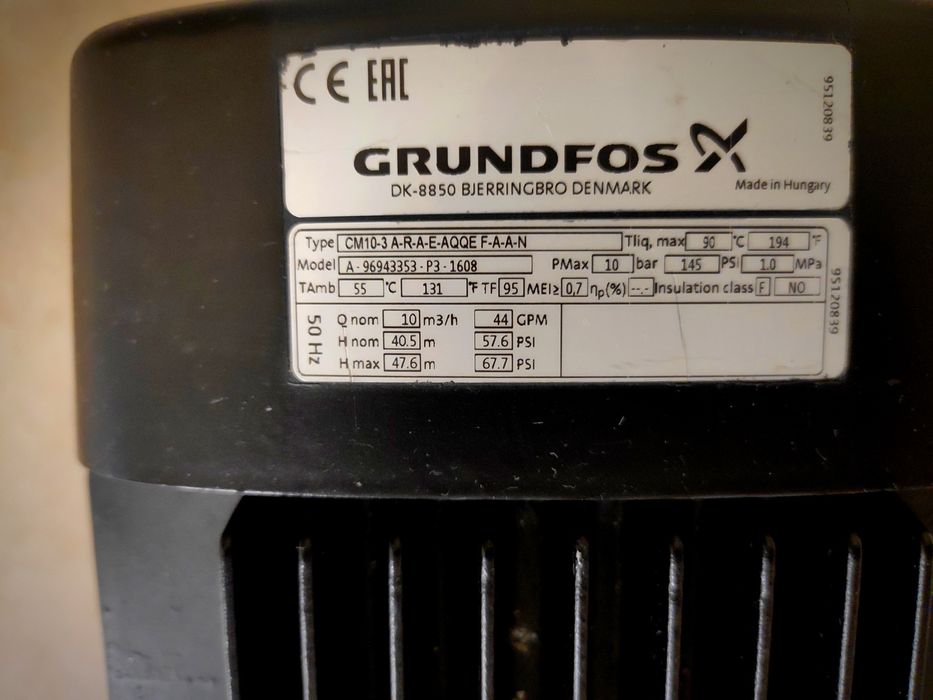 CE EAC
95120839
GRUNDFOS
DK-8850 BJERRINGBRO DENMARK
Made in Hungary
Type CM10-3 A-R-A-E-AQQE F-A-A-N Tliq, max 90 °C 194 °F
Model A - 96943353 - P3 - 1608 PMax 10 bar 145 PSI 1.0 MPa
TAmb 55 °C 131 °F TF 95 MEI≥ 0,7 ηp(%) --.- Insulation class F NO
95120839
50 Hz
Q nom 10 m3/h 44 GPM
H nom 40.5 m 57.6 PSI
H max 47.6 m 67.7 PSI